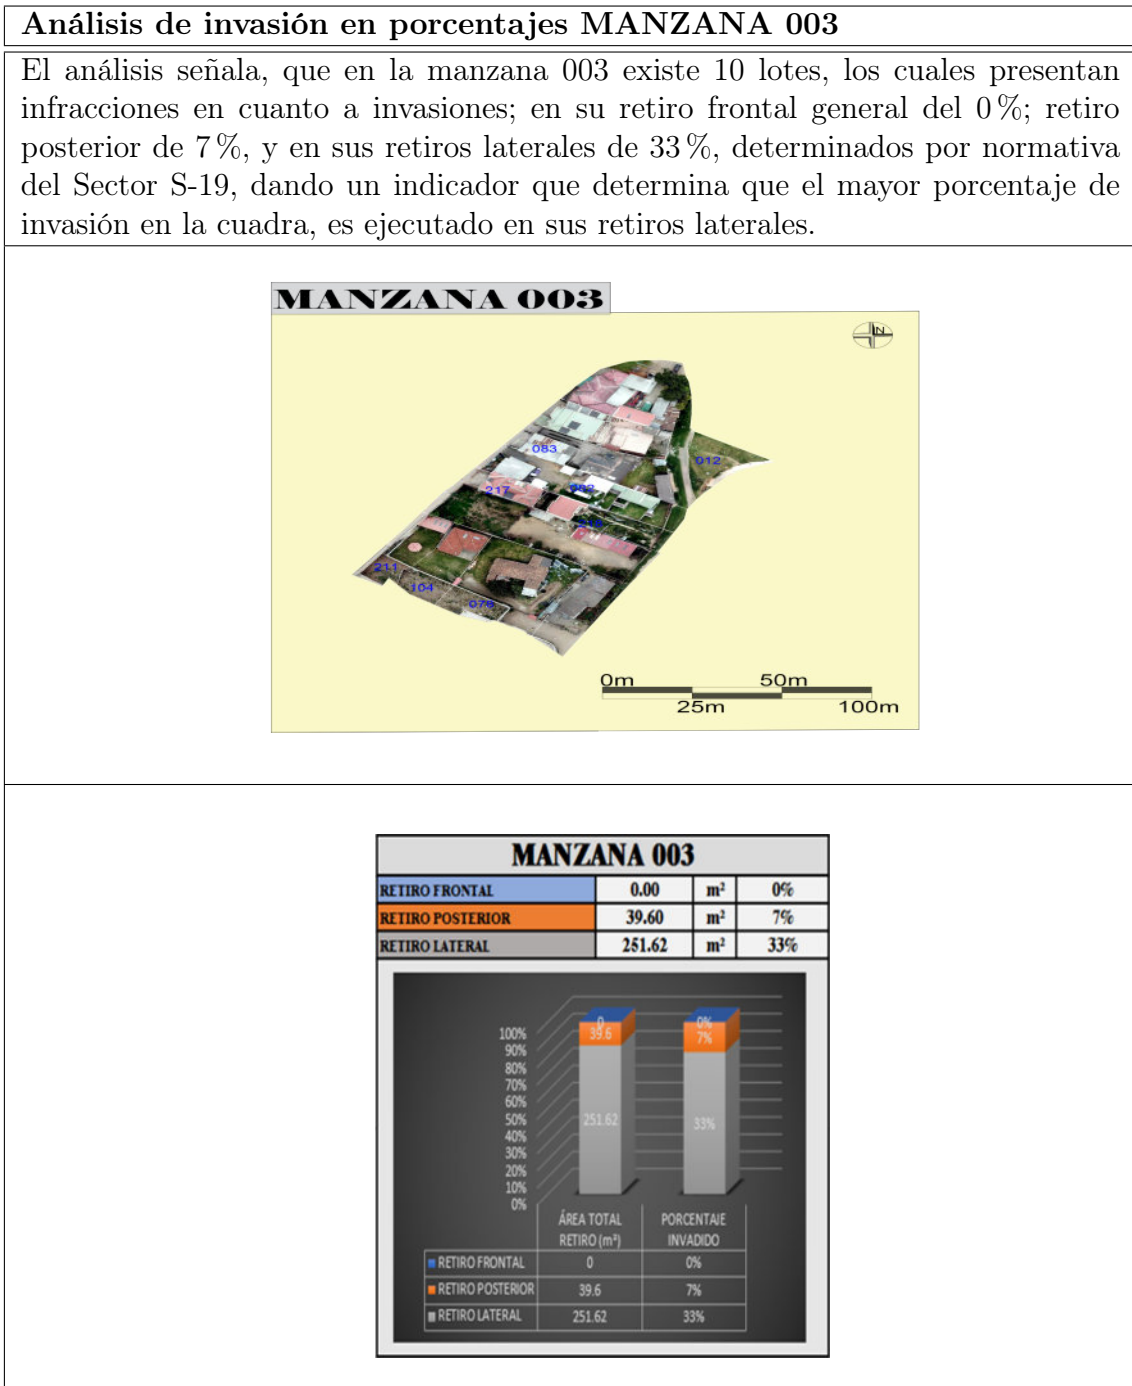 Análisis de invasión en porcentajes MANZANA 003
El análisis señala, que en la manzana 003 existe 10 lotes, los cuales presentan
infracciones en cuanto a invasiones; en su retiro frontal general del 0 %; retiro
posterior de 7 %, y en sus retiros laterales de 33 %, determinados por normativa
del Sector S-19, dando un indicador que determina que el mayor porcentaje de
invasión en la cuadra, es ejecutado en sus retiros laterales.
MANZANA 003
N
083
012
217
211
104
0m 50m
25m 100m
MANZANA 003
RETIRO FRONTAL 0.00 m² 0%
RETIRO POSTERIOR 39.60 m² 7%
RETIRO LATERAL 251.62 m² 33%
100%
90%
80%
70%
60%
50%
40%
30%
20%
10%
0%
0 0%
39.6 7%
251.62 33%
ÁREA TOTAL PORCENTAJE
RETIRO (m²) INVADIDO
RETIRO FRONTAL 0 0%
RETIRO POSTERIOR 39.6 7%
RETIRO LATERAL 251.62 33%